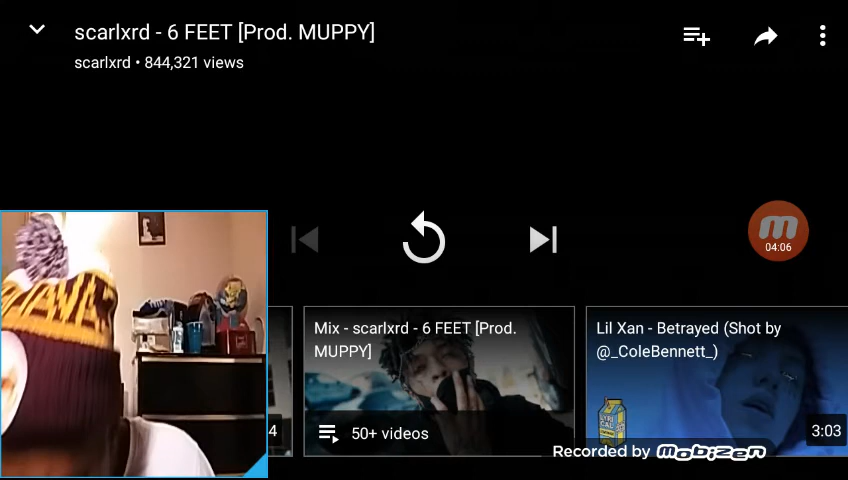 scarlxrd - 6 FEET [Prod. MUPPY]
scarlxrd • 844,321 views
04:06
Mix - scarlxrd - 6 FEET [Prod.
MUPPY]
50+ videos
4
Lil Xan - Betrayed (Shot by
@_ColeBennett_)
3:03
Recorded by mobizen